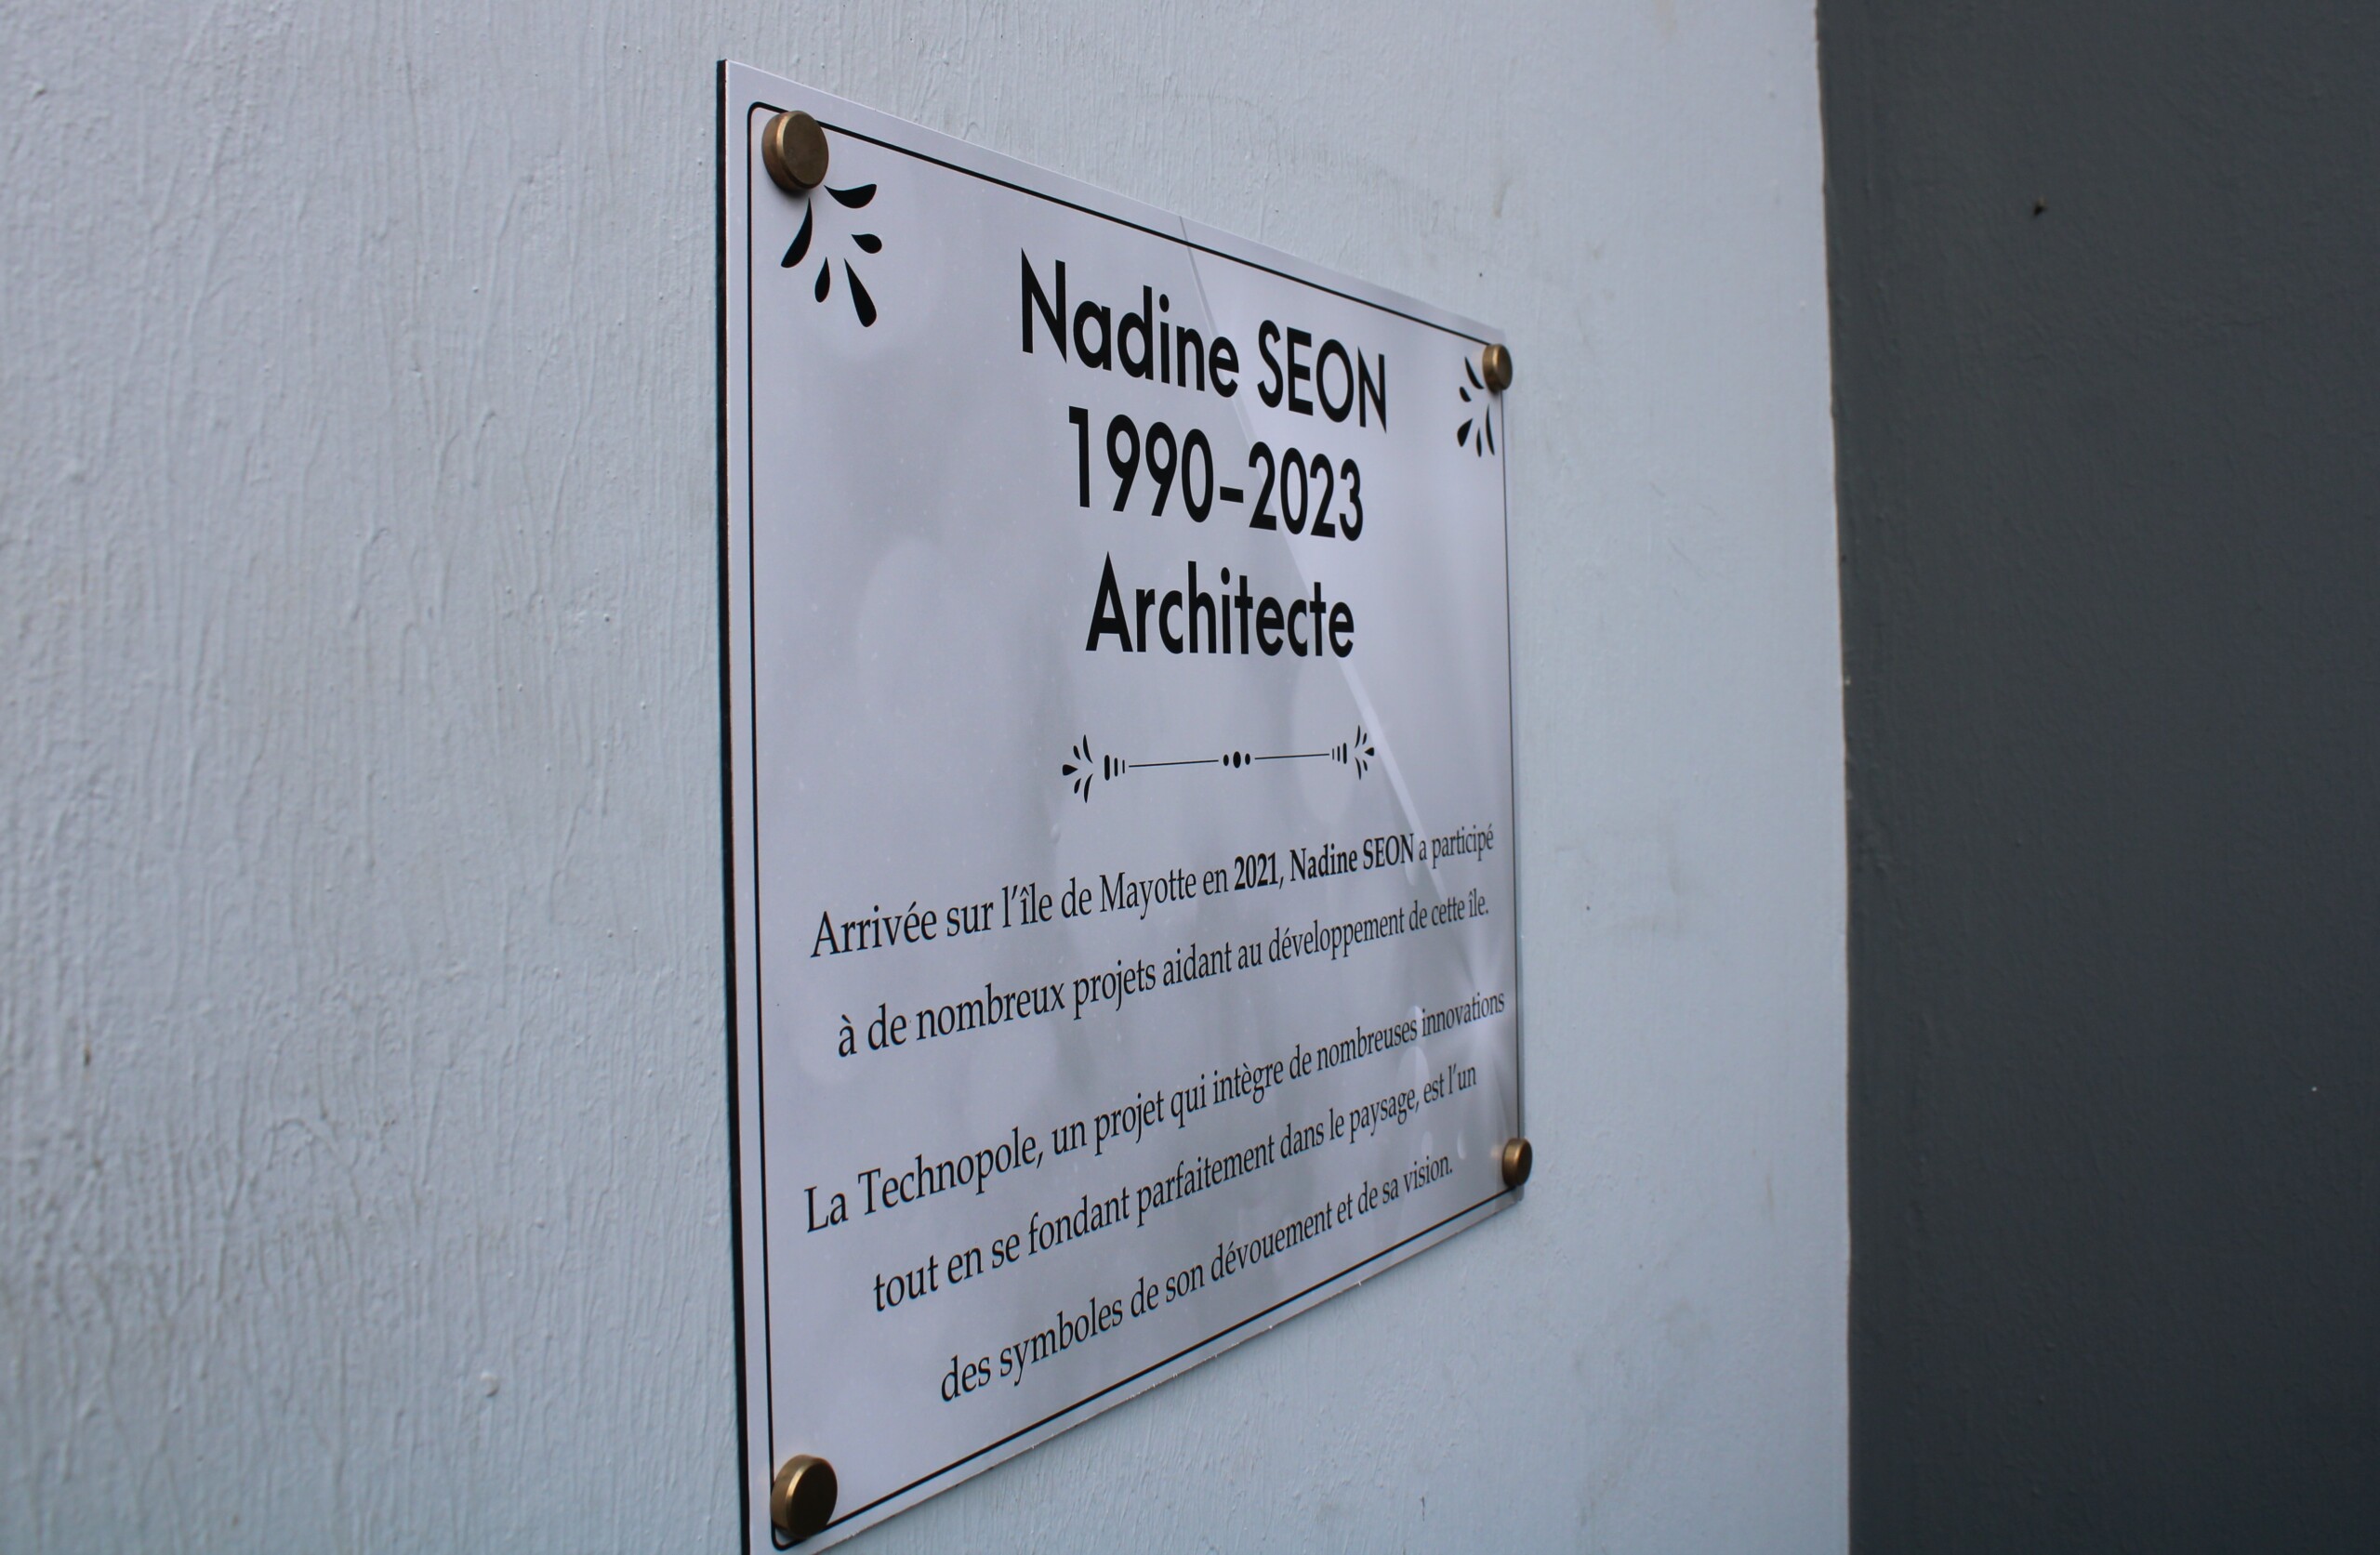 Nadine SEON
1990-2023
Architecte
Arrivée sur l'île de Mayotte en 2021, Nadine SEON a participé
à de nombreux projets aidant au développement de cette île.
La Technopole, un projet qui intègre de nombreuses innovations
tout en se fondant parfaitement dans le paysage, est l'un
des symboles de son dévouement et de sa vision.